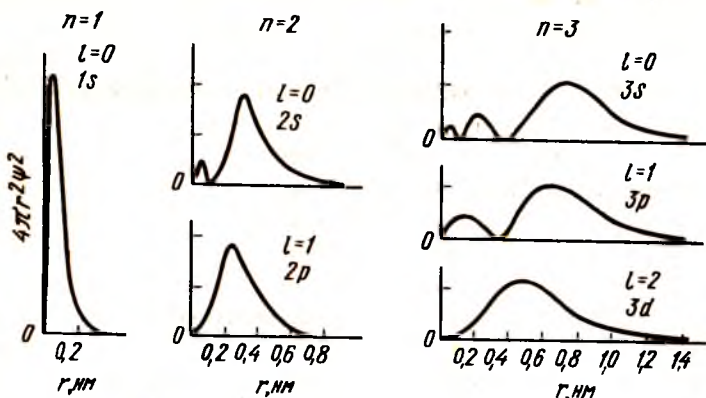 n=1
l=0
1s
4πr²ψ²
0
0,2
r,нм
n=2
l=0
2s
0
l=1
2p
0
0,2 0,4 0,6 0,8
r,нм
n=3
l=0
3s
0
l=1
3p
0
l=2
3d
0
0,2 0,4 0,6 0,8 1,0 1,2 1,4
r,нм